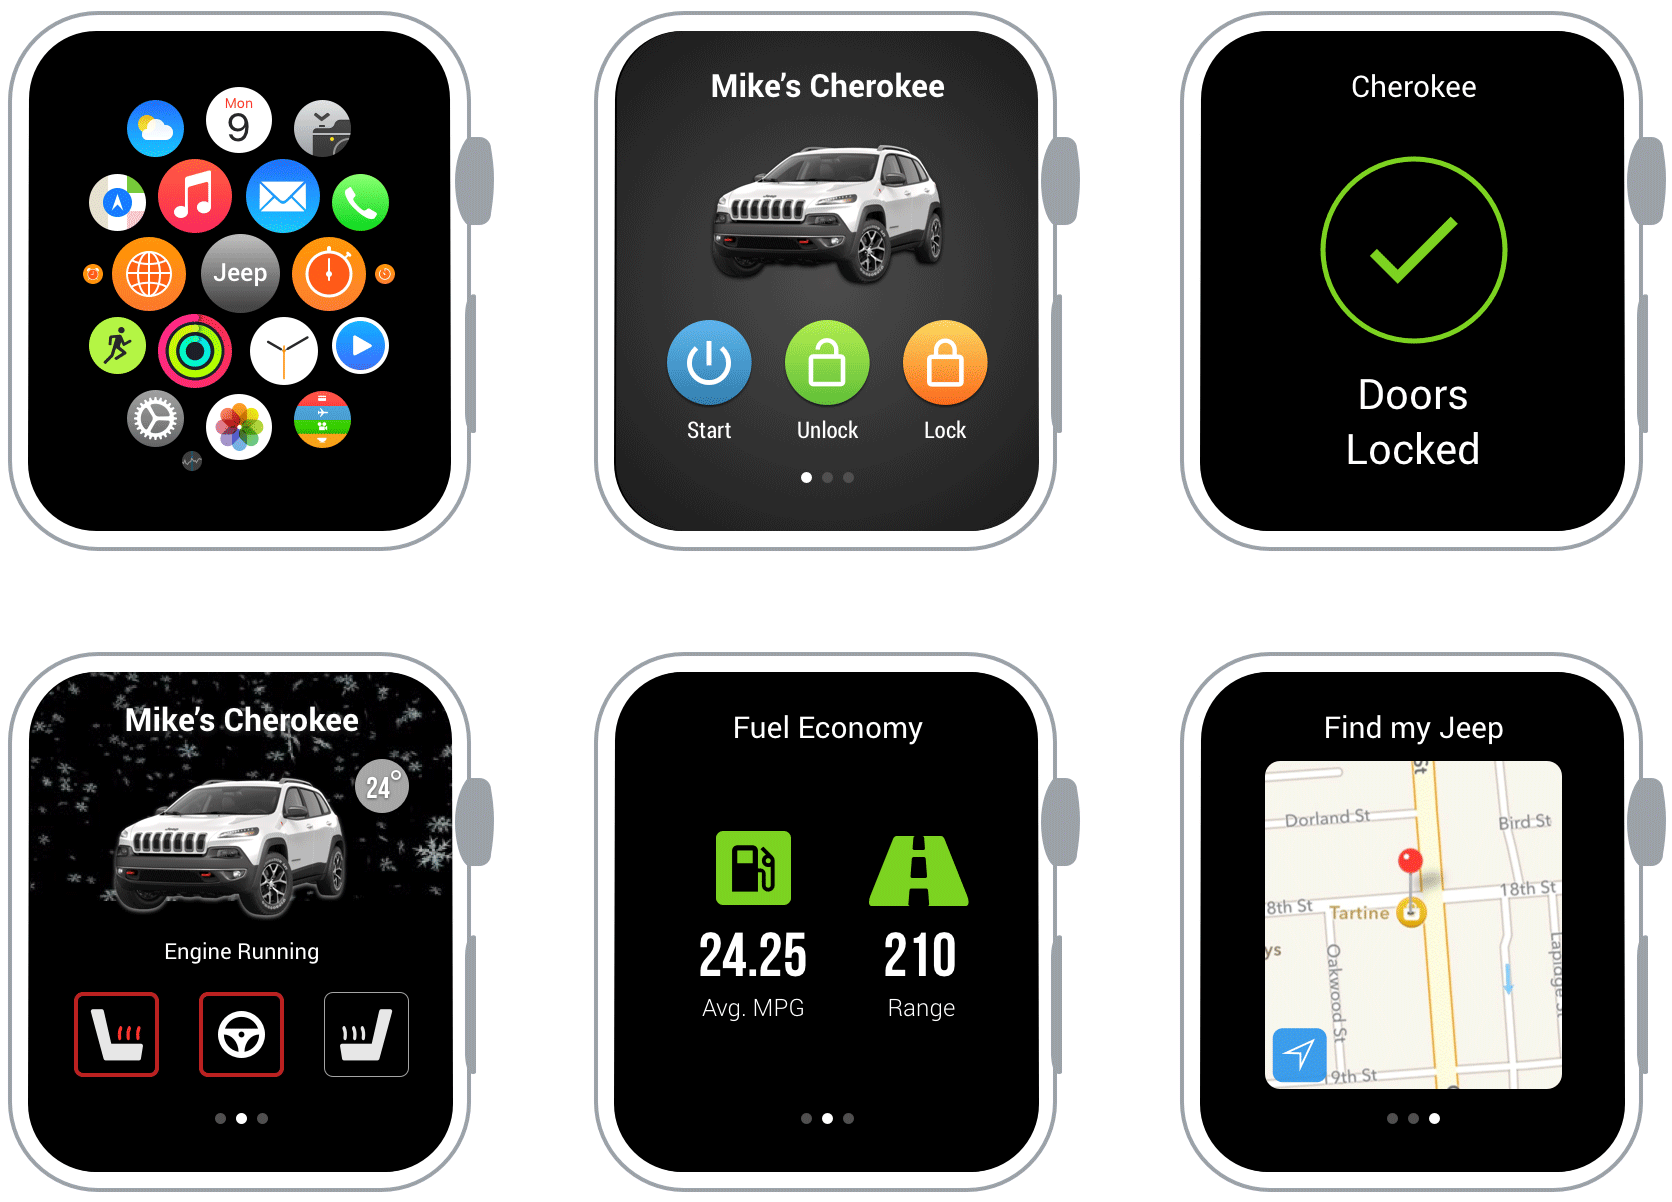 Mon
9
Jeep
Mike's Cherokee
Start
Unlock
Lock
Cherokee
Doors
Locked
Mike's Cherokee
24°
Engine Running
Fuel Economy
24.25
210
Avg. MPG
Range
Find my Jeep
St
Dorland St
Bird St
18th St
8th St
Tartine
ys
Oakwood St
Lapidge St
19th St